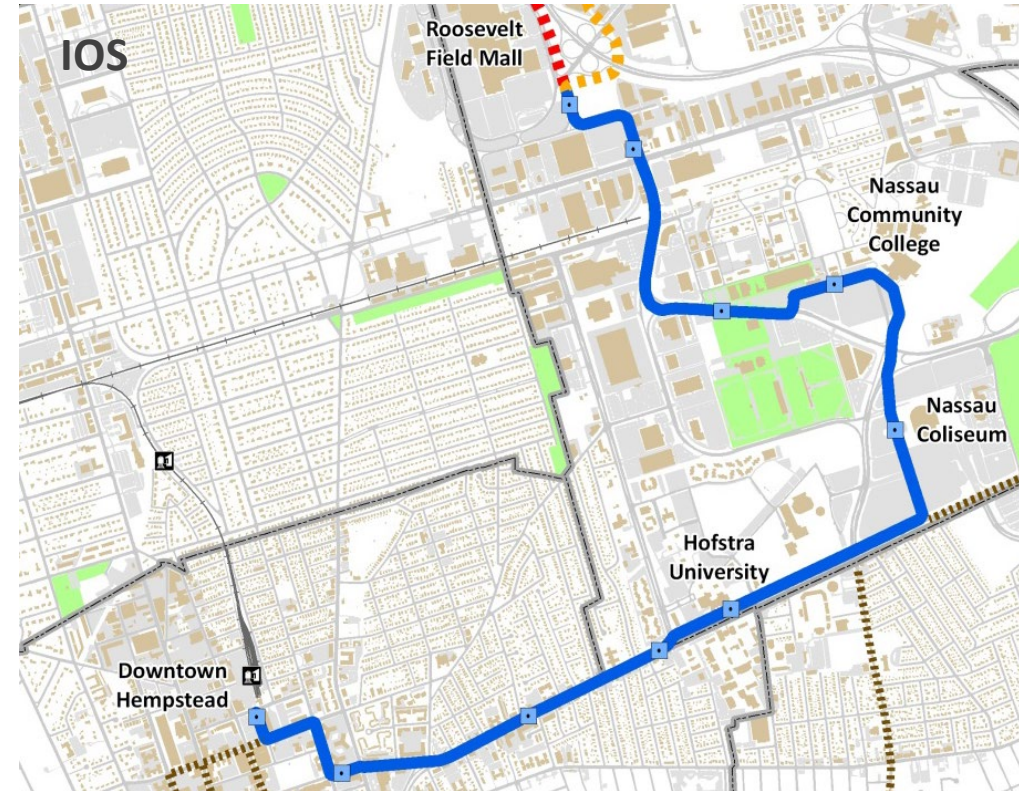 IOS
Roosevelt
Field Mall
Nassau
Community
College
Nassau
Coliseum
Hofstra
University
Downtown
Hempstead